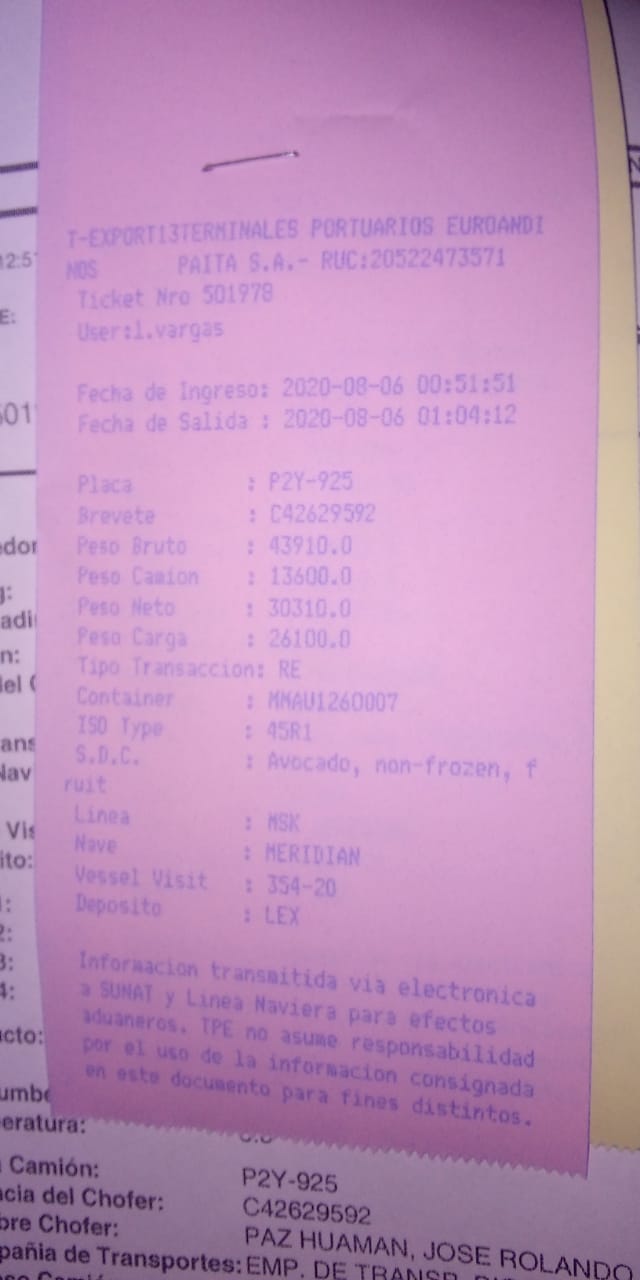 T-EXPORT13TERMINALES PORTUARIOS EUROANDI
NOS PAITA S.A.- RUC:20522473571
Ticket Nro 501978
User:l.vargas
Fecha de Ingreso: 2020-08-06 00:51:51
Fecha de Salida : 2020-08-06 01:04:12
Placa : P2Y-925
Brevete : C42629592
Peso Bruto : 43910.0
Peso Camion : 13600.0
Peso Neto : 30310.0
Peso Carga : 26100.0
Tipo Transaccion: RE
Container : MMAU1260007
ISO Type : 45R1
S.D.C. : Avocado, non-frozen, f
ruit
Linea : MSK
Nave : MERIDIAN
Vessel Visit : 354-20
Deposito : LEX
Informacion transmitida via electronica
a SUNAT y Linea Naviera para efectos
aduaneros. TPE no asume responsabilidad
por el uso de la informacion consignada
en este documento para fines distintos.
eratura:
Camión: P2Y-925
cia del Chofer: C42629592
bre Chofer: PAZ HUAMAN, JOSE ROLANDO
pañia de Transportes: EMP. DE TRANSP